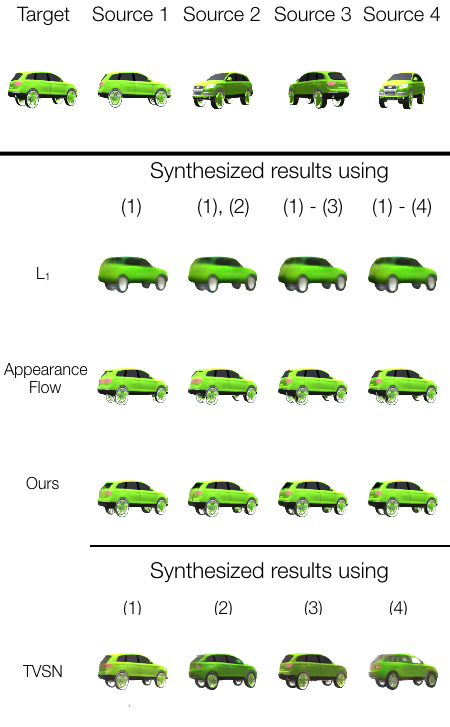 Target Source 1 Source 2 Source 3 Source 4
Synthesized results using
(1) (1), (2) (1) - (3) (1) - (4)
L1
Appearance
Flow
Ours
Synthesized results using
(1) (2) (3) (4)
TVSN